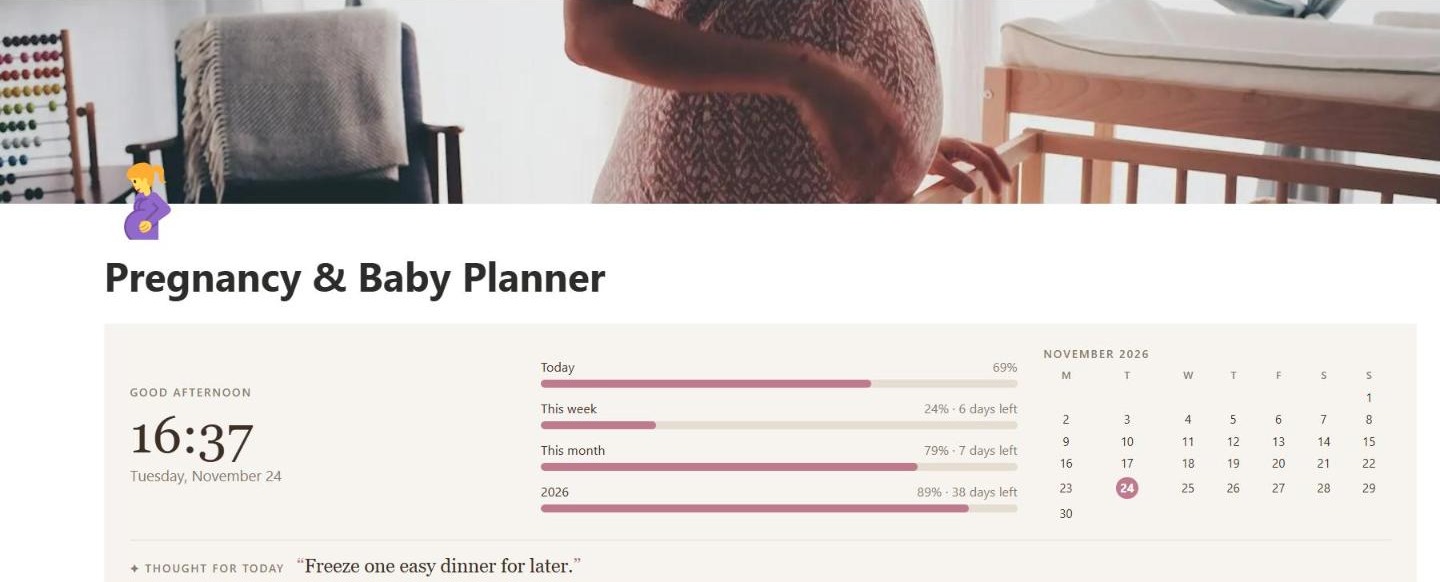 Pregnancy & Baby Planner
GOOD AFTERNOON
16:37
Tuesday, November 24
Today 69%
This week 24% · 6 days left
This month 79% · 7 days left
2026 89% · 38 days left
NOVEMBER 2026
M T W T F S S
1
2 3 4 5 6 7 8
9 10 11 12 13 14 15
16 17 18 19 20 21 22
23 24 25 26 27 28 29
30
✦ THOUGHT FOR TODAY “Freeze one easy dinner for later.”